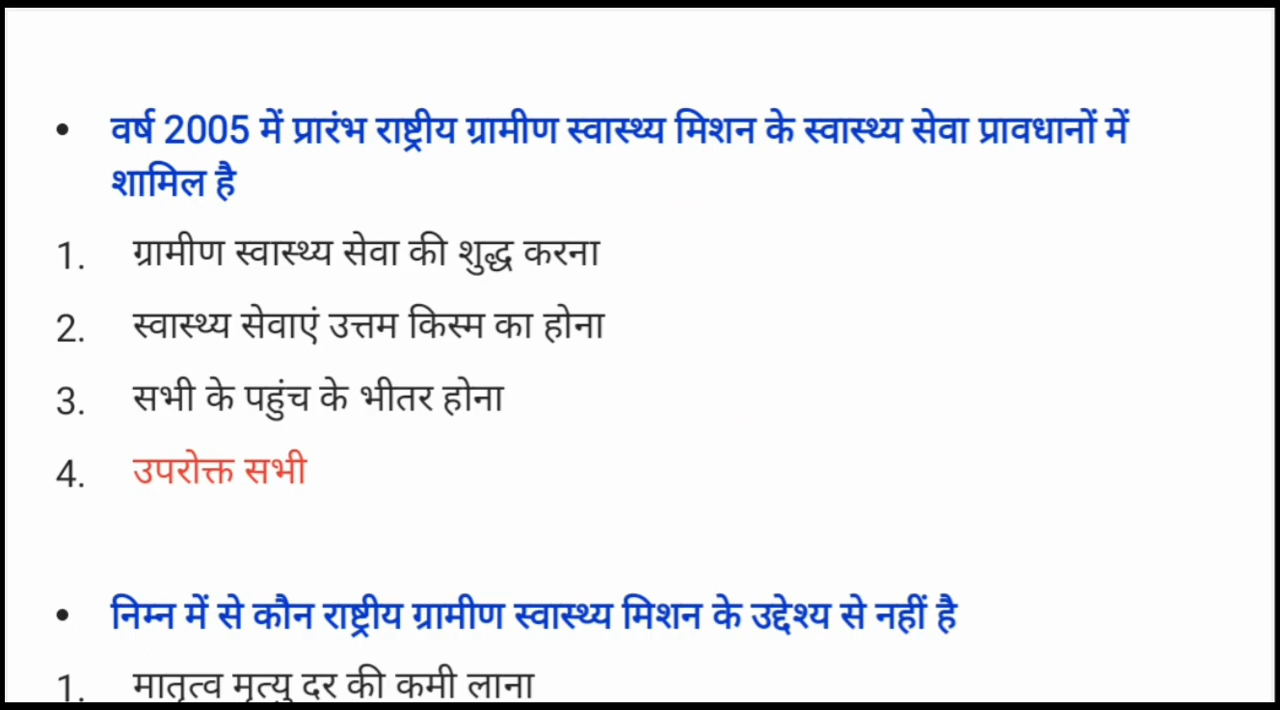 • वर्ष 2005 में प्रारंभ राष्ट्रीय ग्रामीण स्वास्थ्य मिशन के स्वास्थ्य सेवा प्रावधानों में
शामिल है
1. ग्रामीण स्वास्थ्य सेवा की शुद्ध करना
2. स्वास्थ्य सेवाएं उत्तम किस्म का होना
3. सभी के पहुंच के भीतर होना
4. उपरोक्त सभी
• निम्न में से कौन राष्ट्रीय ग्रामीण स्वास्थ्य मिशन के उद्देश्य से नहीं है
1. मातृत्व मृत्यु दर की कमी लाना